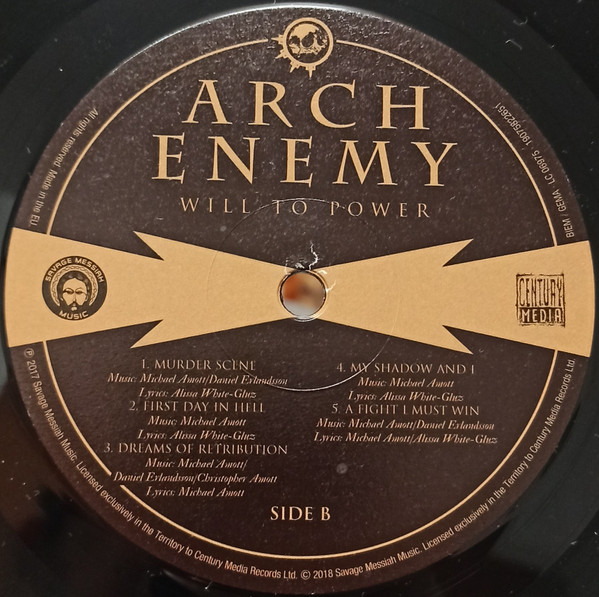 ARCH
ENEMY
WILL TO POWER
SAVAGE MESSIAH
MUSIC
CENTURY
MEDIA
1. MURDER SCENE
Music: Michael Amott/Daniel Erlandsson
Lyrics: Alissa White-Gluz
2. FIRST DAY IN HELL
Music: Michael Amott
Lyrics: Alissa White-Gluz
3. DREAMS OF RETRIBUTION
Music: Michael Amott/
Daniel Erlandsson/Christopher Amott
Lyrics: Michael Amott
4. MY SHADOW AND I
Music: Michael Amott
Lyrics: Alissa White-Gluz
5. A FIGHT I MUST WIN
Music: Michael Amott/Daniel Erlandsson
Lyrics: Michael Amott/Alissa White-Gluz
SIDE B
℗ 2017 Savage Messiah Music. Licensed exclusively in the Territory to Century Media Records Ltd. © 2018 Savage Messiah Music. Licensed exclusively in the Territory to Century Media Records Ltd
All rights reserved. Made in the EU.
BIEM / GEMA LC 06975 19075822651